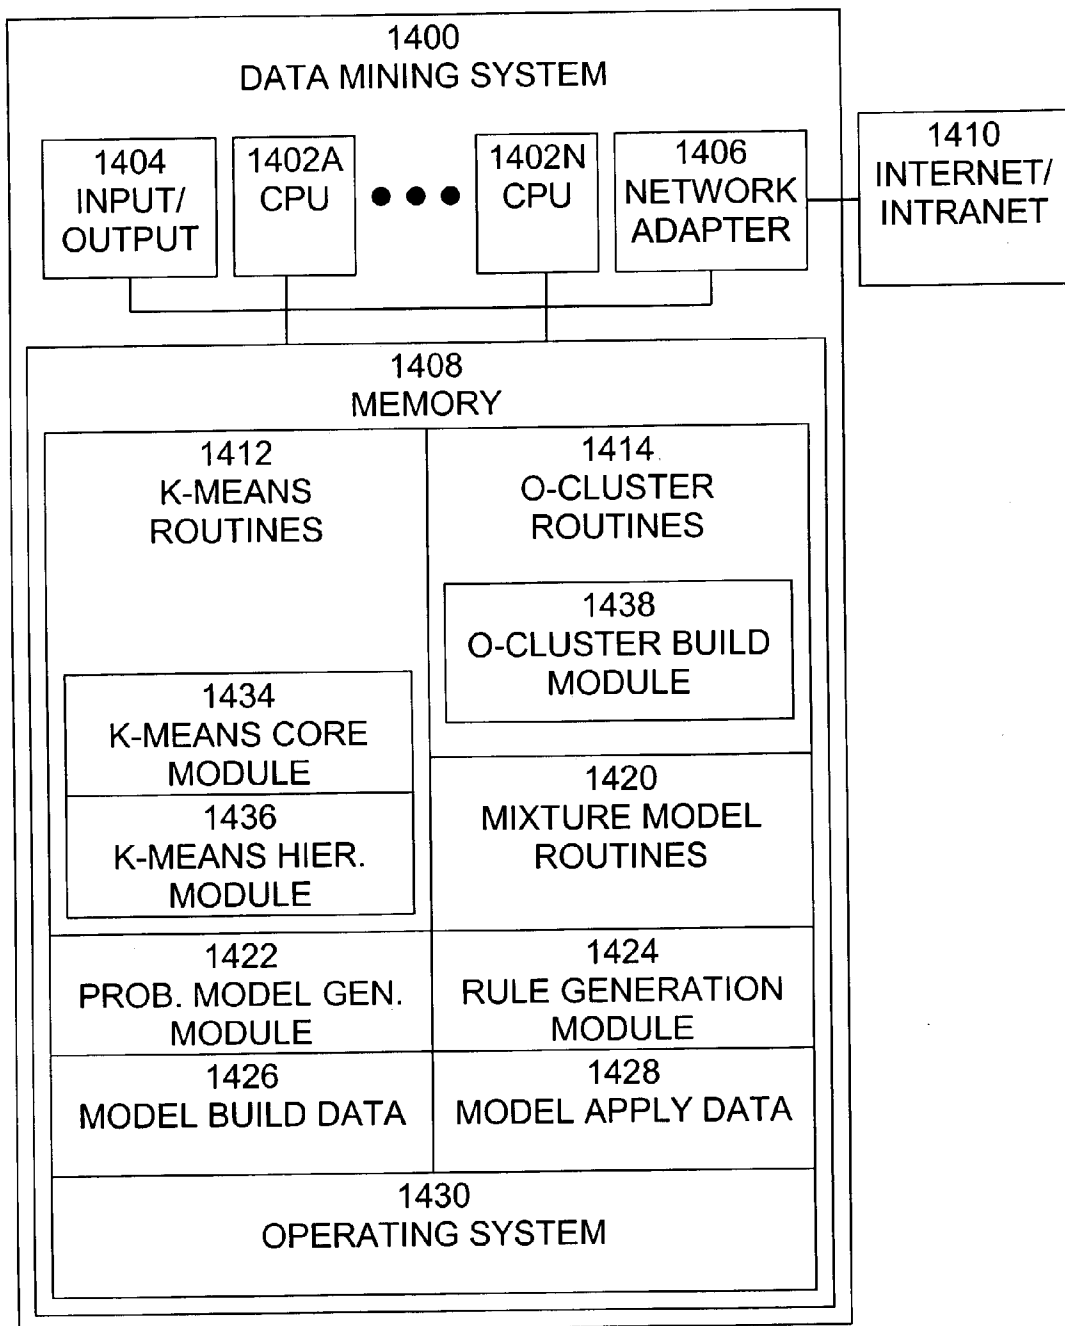 1400
DATA MINING SYSTEM
1404
INPUT/
OUTPUT
1402A
CPU
1402N
CPU
1406
NETWORK
ADAPTER
1410
INTERNET/
INTRANET
1408
MEMORY
1412
K-MEANS
ROUTINES
1414
O-CLUSTER
ROUTINES
1438
O-CLUSTER BUILD
MODULE
1434
K-MEANS CORE
MODULE
1436
K-MEANS HIER.
MODULE
1420
MIXTURE MODEL
ROUTINES
1422
PROB. MODEL GEN.
MODULE
1424
RULE GENERATION
MODULE
1426
MODEL BUILD DATA
1428
MODEL APPLY DATA
1430
OPERATING SYSTEM